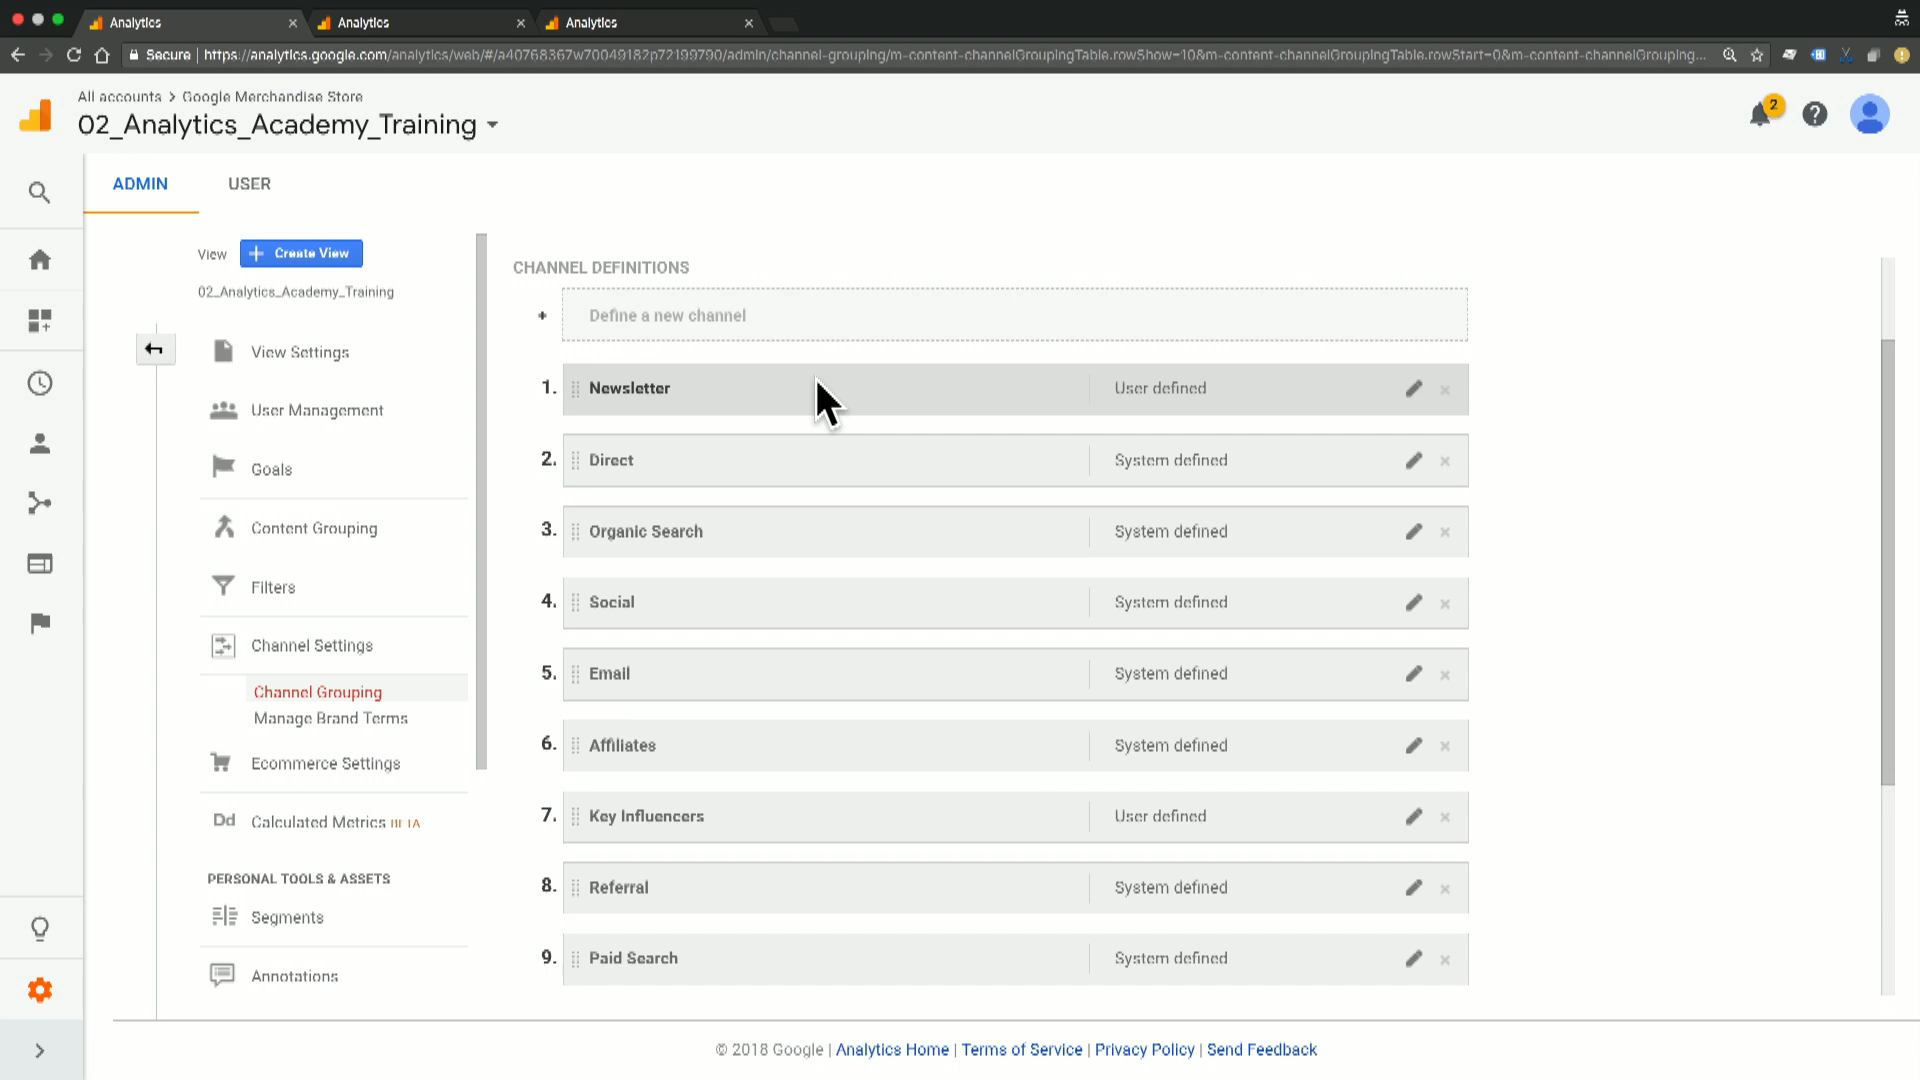 Analytics
Analytics
Analytics
Secure | https://analytics.google.com/analytics/web/#/a40768367w70049182p72199790/admin/channel-grouping/m-content-channelGroupingTable.rowShow=10&m-content-channelGroupingTable.rowStart=0&m-content-channelGrouping...
All accounts > Google Merchandise Store
02_Analytics_Academy_Training
2
ADMIN
USER
View
+ Create View
02_Analytics_Academy_Training
View Settings
User Management
Goals
Content Grouping
Filters
Channel Settings
Channel Grouping
Manage Brand Terms
Ecommerce Settings
Dd Calculated Metrics BETA
PERSONAL TOOLS & ASSETS
Segments
Annotations
CHANNEL DEFINITIONS
+ Define a new channel
1. Newsletter User defined
2. Direct System defined
3. Organic Search System defined
4. Social System defined
5. Email System defined
6. Affiliates System defined
7. Key Influencers User defined
8. Referral System defined
9. Paid Search System defined
© 2018 Google | Analytics Home | Terms of Service | Privacy Policy | Send Feedback